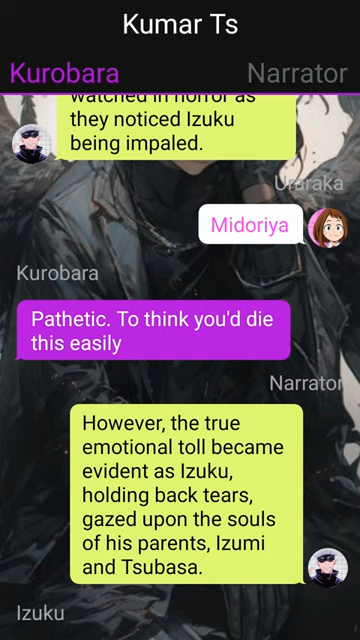 Kumar Ts
Kurobara
Narrator
watched in horror as
they noticed Izuku
being impaled.
Uraraka
Midoriya
Kurobara
Pathetic. To think you'd die
this easily
Narrator
However, the true
emotional toll became
evident as Izuku,
holding back tears,
gazed upon the souls
of his parents, Izumi
and Tsubasa.
Izuku